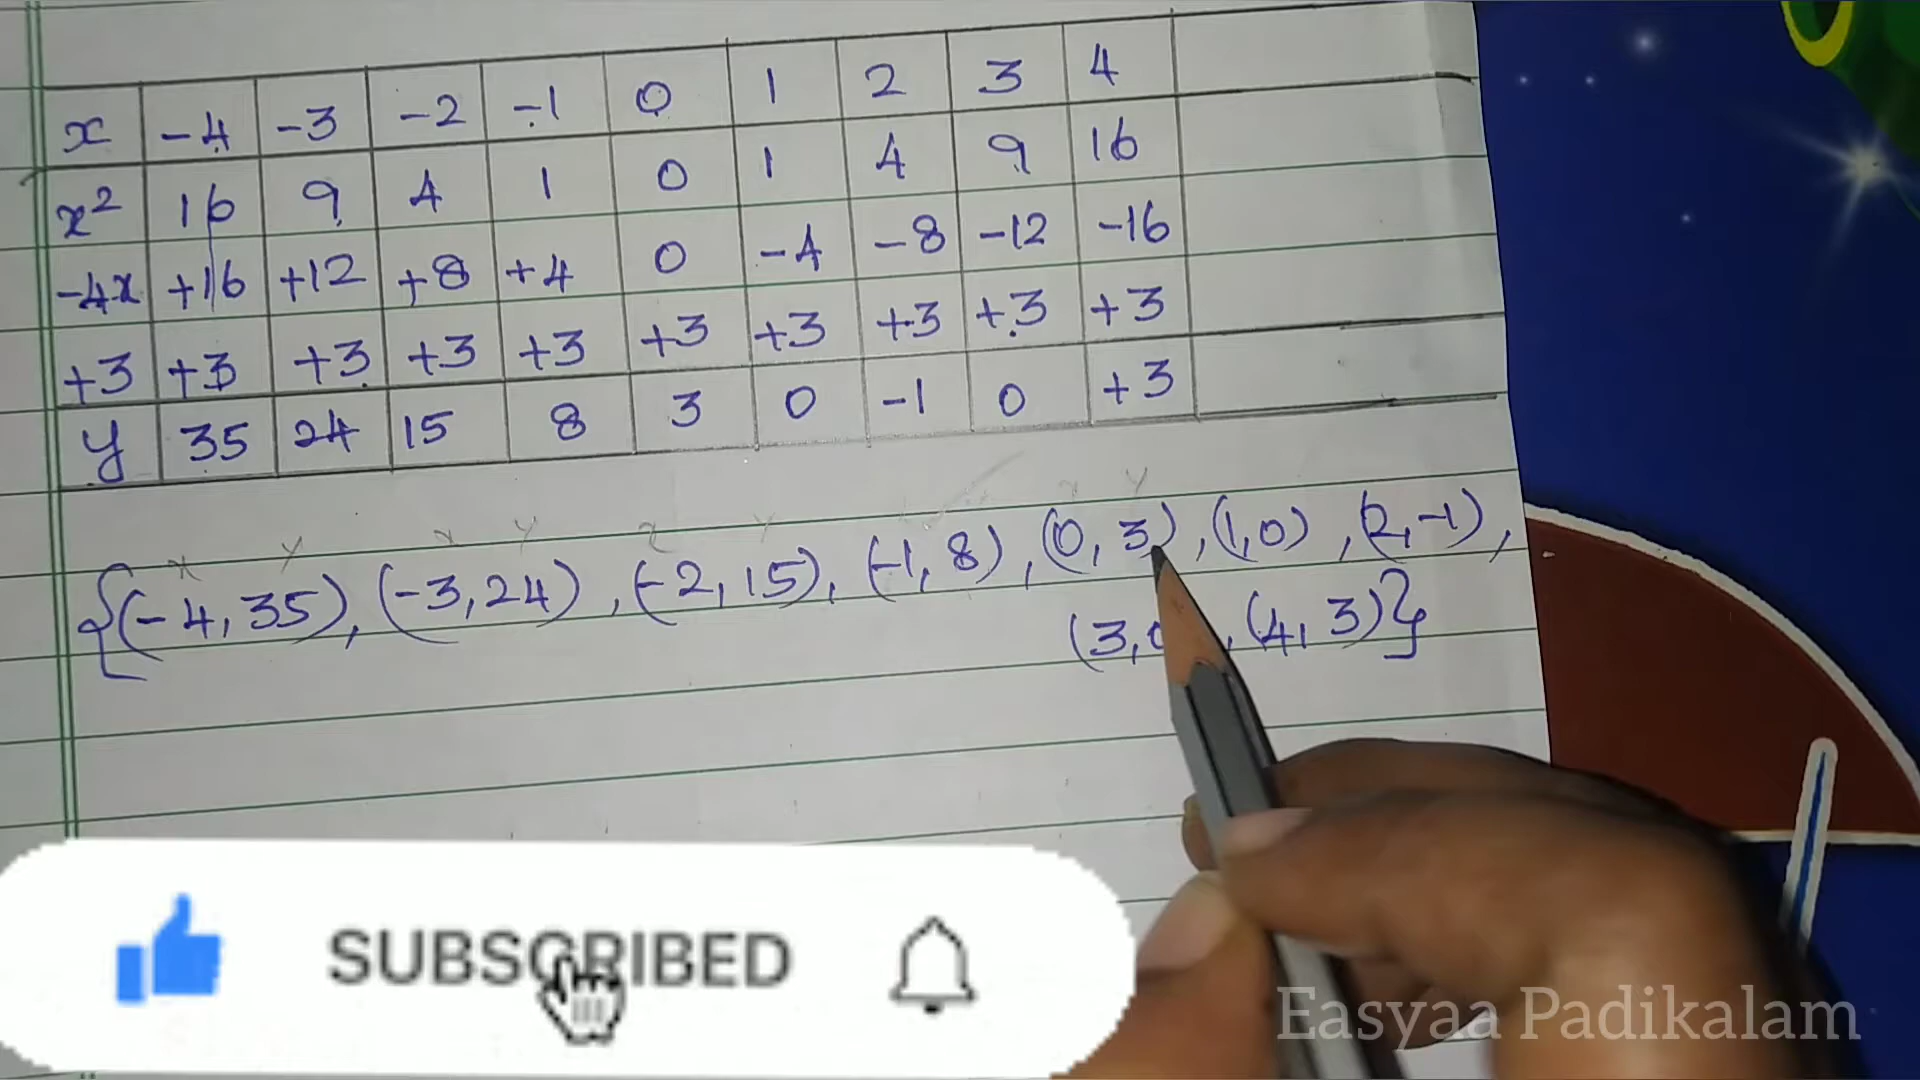 x -4 -3 -2 -1 0 1 2 3 4
x² 16 9 4 1 0 1 4 9 16
-4x +16 +12 +8 +4 0 -4 -8 -12 -16
+3 +3 +3 +3 +3 +3 +3 +3 +3 +3
y 35 24 15 8 3 0 -1 0 +3
x y x y x y x y
{(-4,35), (-3,24), (-2,15), (-1,8), (0,3), (1,0), (2,-1),
(3, , (4,3)}
SUBSCRIBED
Easyaa Padikalam